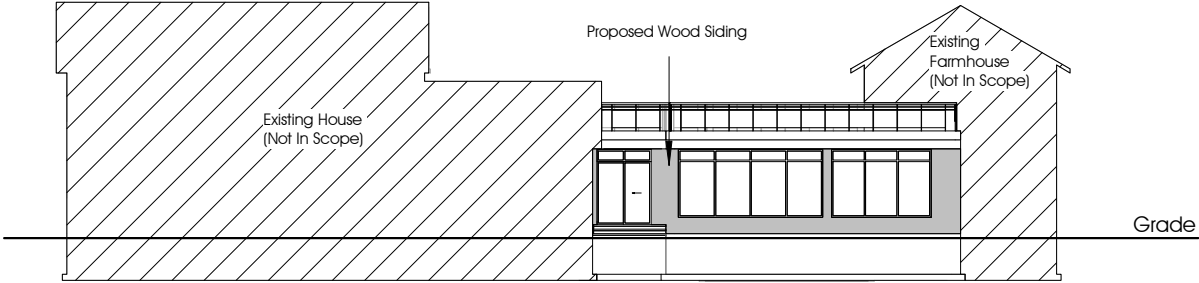 Proposed Wood Siding
Existing
Farmhouse
(Not In Scope)
Existing House
(Not In Scope)
Grade